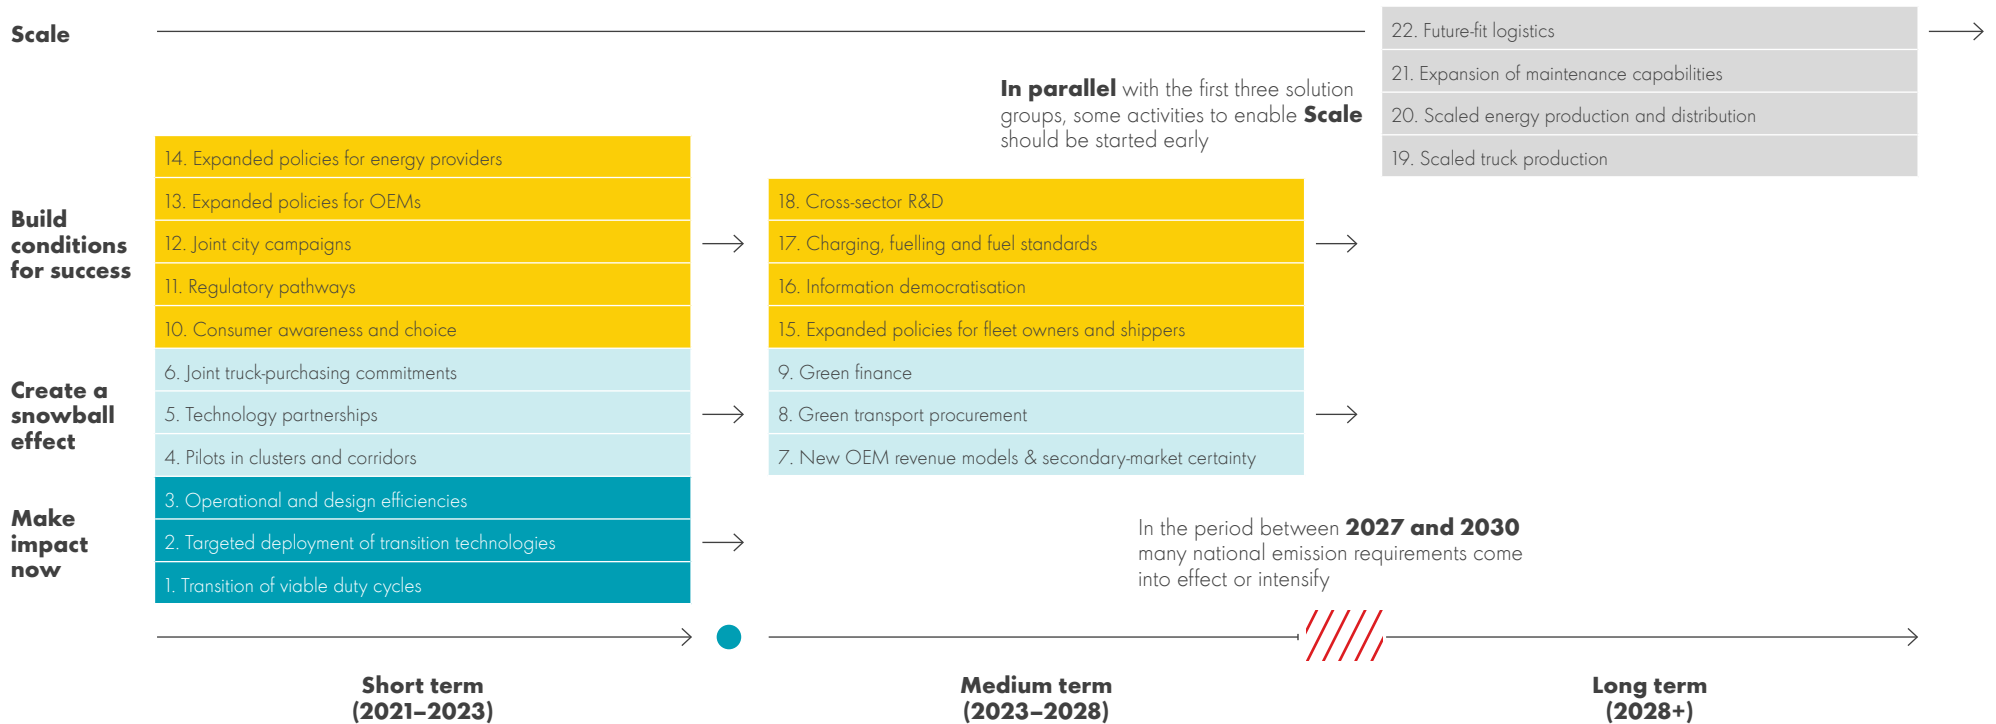 Scale
22. Future-fit logistics
21. Expansion of maintenance capabilities
20. Scaled energy production and distribution
19. Scaled truck production
In parallel with the first three solution
groups, some activities to enable Scale
should be started early
Build
conditions
for success
14. Expanded policies for energy providers
13. Expanded policies for OEMs
12. Joint city campaigns
11. Regulatory pathways
10. Consumer awareness and choice
18. Cross-sector R&D
17. Charging, fuelling and fuel standards
16. Information democratisation
15. Expanded policies for fleet owners and shippers
Create a
snowball
effect
6. Joint truck-purchasing commitments
5. Technology partnerships
4. Pilots in clusters and corridors
9. Green finance
8. Green transport procurement
7. New OEM revenue models & secondary-market certainty
Make
impact
now
3. Operational and design efficiencies
2. Targeted deployment of transition technologies
1. Transition of viable duty cycles
In the period between 2027 and 2030
many national emission requirements come
into effect or intensify
Short term
(2021–2023)
Medium term
(2023–2028)
Long term
(2028+)